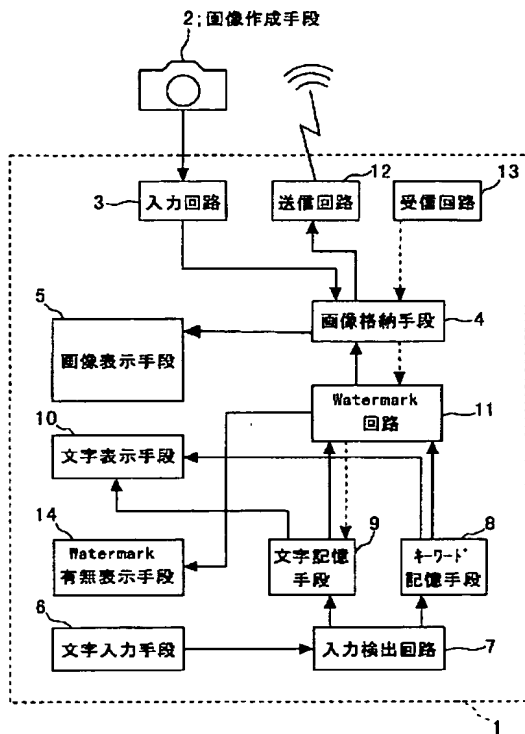 2;画像作成手段
12
13
3
入力回路
送信回路
受信回路
5
画像格納手段
4
画像表示手段
Watermark
回路
11
10
文字表示手段
14
9
8
Watermark
有無表示手段
文字記憶
手段
ｷｰﾜｰﾄﾞ
記憶手段
6
文字入力手段
入力検出回路
7
1